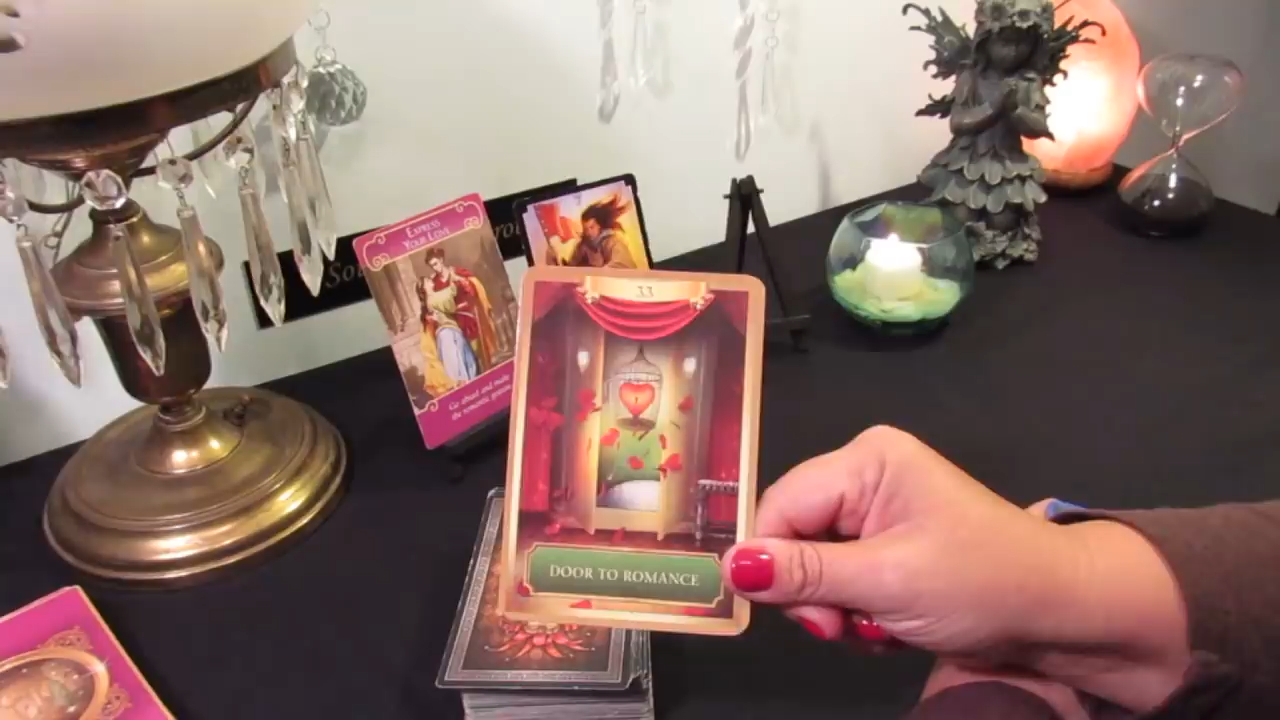 EXPRESS
YOUR LOVE
Go ahead and make
the romantic gesture
33
DOOR TO ROMANCE